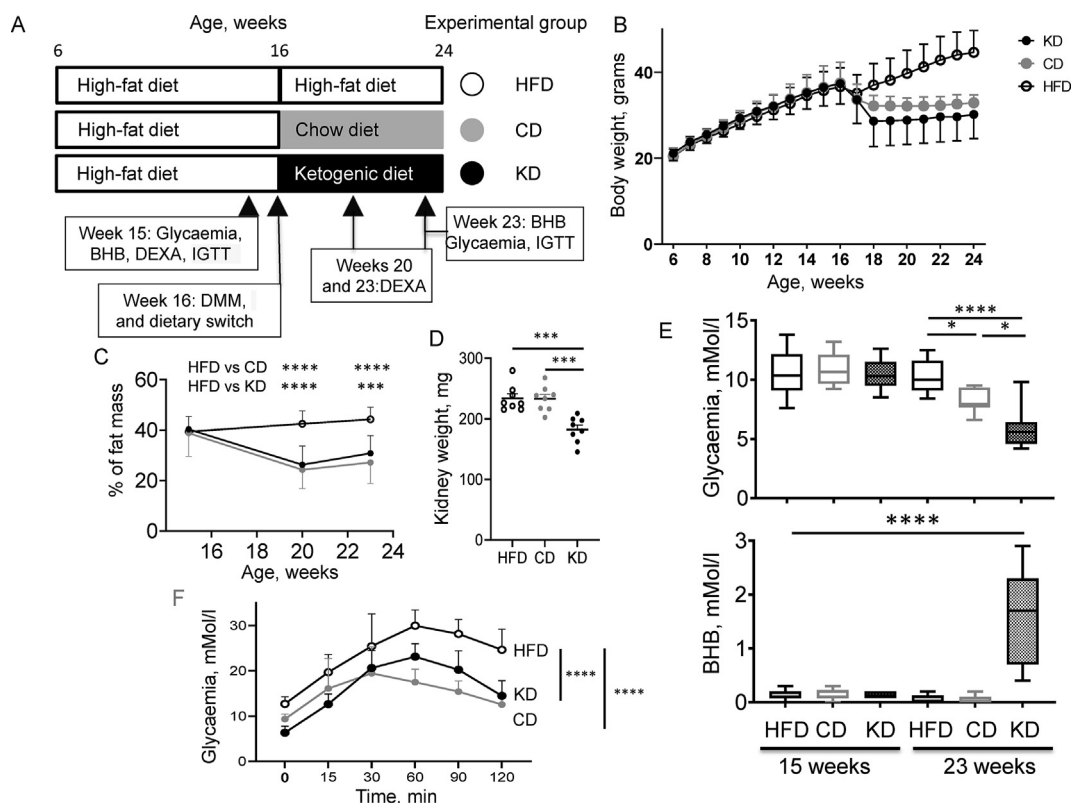 A
Age, weeks
Experimental group
6 16 24
High-fat diet High-fat diet HFD
High-fat diet Chow diet CD
High-fat diet Ketogenic diet KD
Week 15: Glycaemia,
BHB, DEXA, IGTT
Week 16: DMM,
and dietary switch
Weeks 20
and 23:DEXA
Week 23: BHB
Glycaemia, IGTT
B
Body weight, grams
40
20
0
6 8 10 12 14 16 18 20 22 24
Age, weeks
KD
CD
HFD
C
HFD vs CD **** ****
HFD vs KD **** ***
% of fat mass
60
40
20
0
16 18 20 22 24
Age, weeks
D
***
***
Kidney weight, mg
300
200
100
0
HFD CD KD
E
****
* *
Glycaemia, mMol/l
15
10
5
0
****
BHB, mMol/l
3
2
1
0
HFD CD KD HFD CD KD
15 weeks 23 weeks
F
Glycaemia, mMol/l
30
20
10
0
0 15 30 60 90 120
Time, min
HFD
KD
CD
****
****